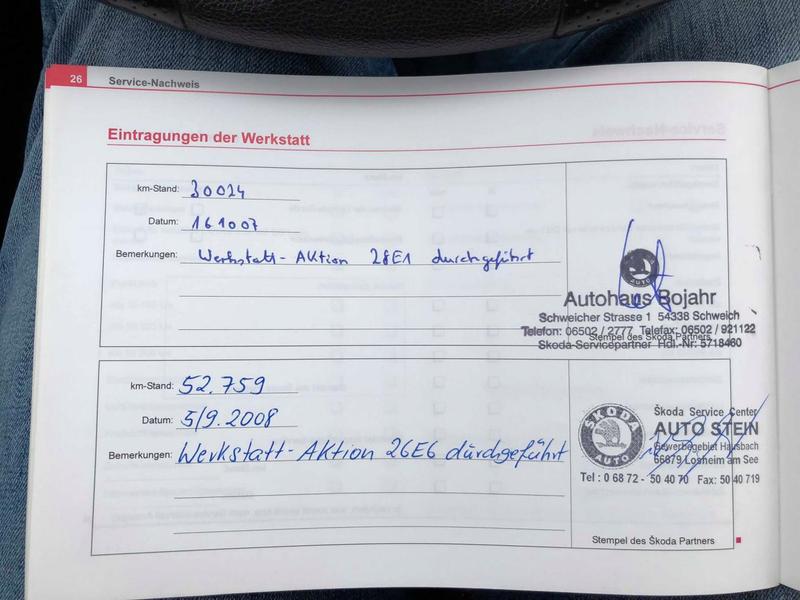 26 Service-Nachweis
Eintragungen der Werkstatt
km-Stand: 30024
Datum: 161007
Bemerkungen: Werkstatt-Aktion 28E1 durchgeführt
AUTO
Autohaus Bojahr
Schweicher Strasse 1 54338 Schweich
Telefon: 06502 / 2777 Telefax: 06502 / 921122
Stempel des Skoda Partners
Skoda-Servicepartner Hdl.-Nr: 5718460
km-Stand: 52.759
Datum: 5/9.2008
Bemerkungen: Werkstatt-Aktion 26E6 durchgeführt
ŠKODA
AUTO
Škoda Service Center
AUTO STEIN
Gewerbegebiet Hausbach
66679 Losheim am See
Tel : 0 68 72 - 50 40 70 Fax: 50 40 719
Stempel des Škoda Partners